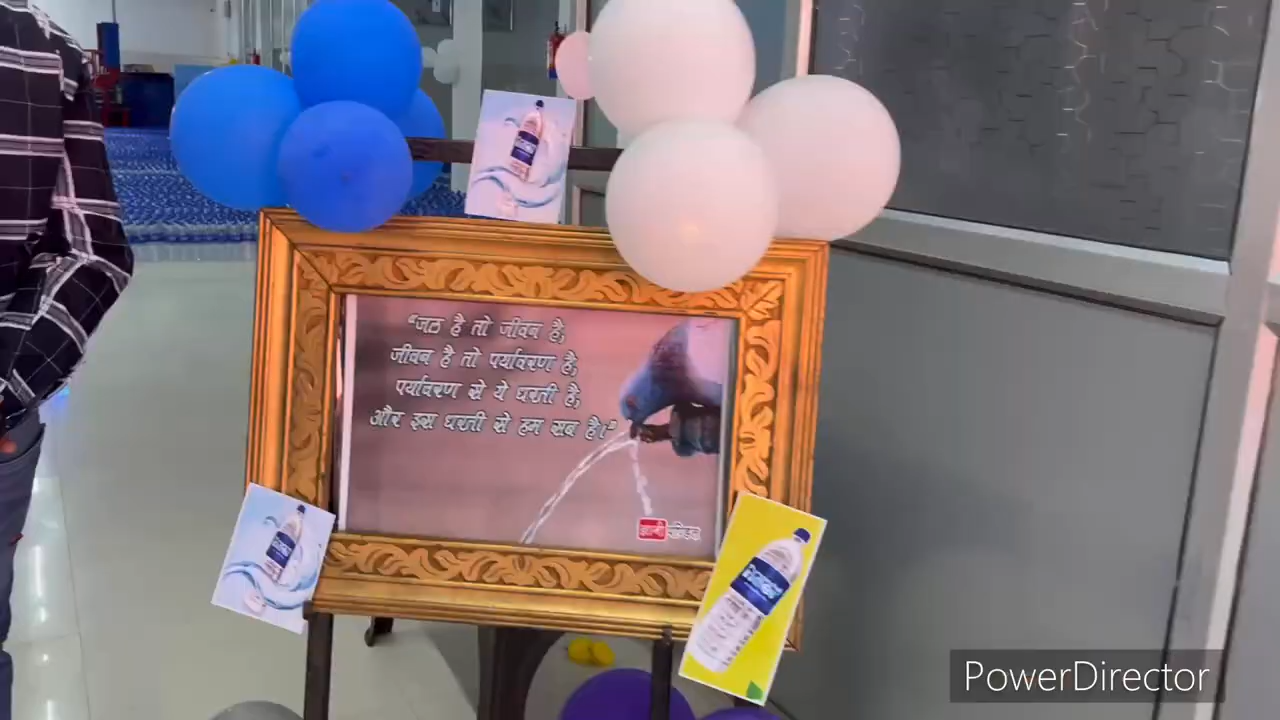 “जल है तो जीवन है,
जीवन है तो पर्यावरण है,
पर्यावरण से ये धरती है,
और इस धरती से हम सब है।”
PowerDirector